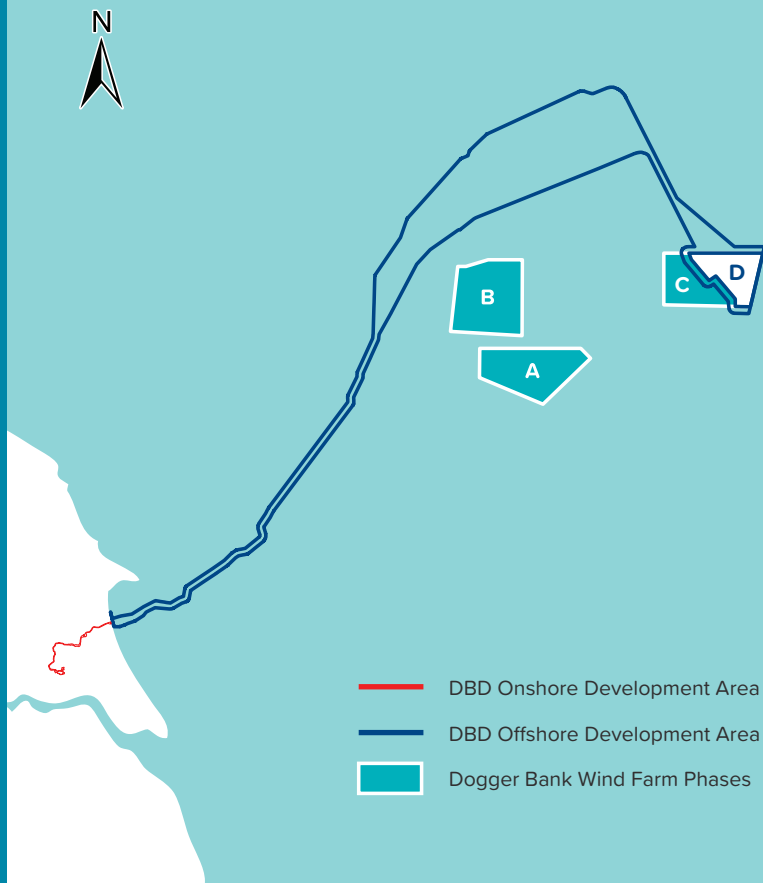 N
B
C
D
A
DBD Onshore Development Area
DBD Offshore Development Area
Dogger Bank Wind Farm Phases